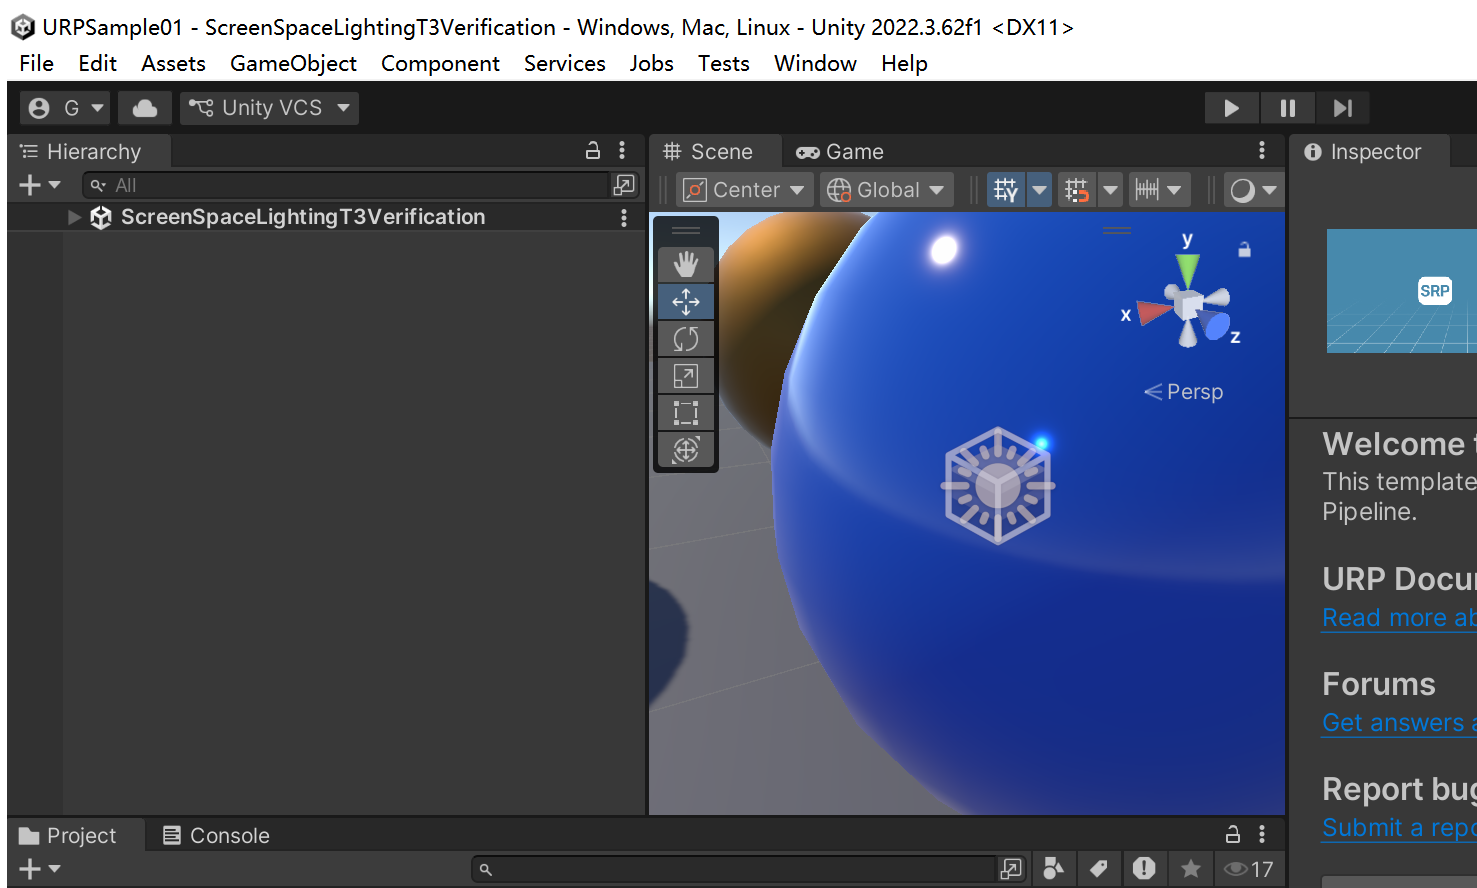 URPSample01 - ScreenSpaceLightingT3Verification - Windows, Mac, Linux - Unity 2022.3.62f1 <DX11>
File Edit Assets GameObject Component Services Jobs Tests Window Help
G Unity VCS
Hierarchy
All
ScreenSpaceLightingT3Verification
Scene Game
Center Global
y
x
z
Persp
Inspector
SRP
Welcome
This template
Pipeline.
URP Docu
Read more ab
Forums
Get answers a
Report bug
Submit a repo
Project Console
17